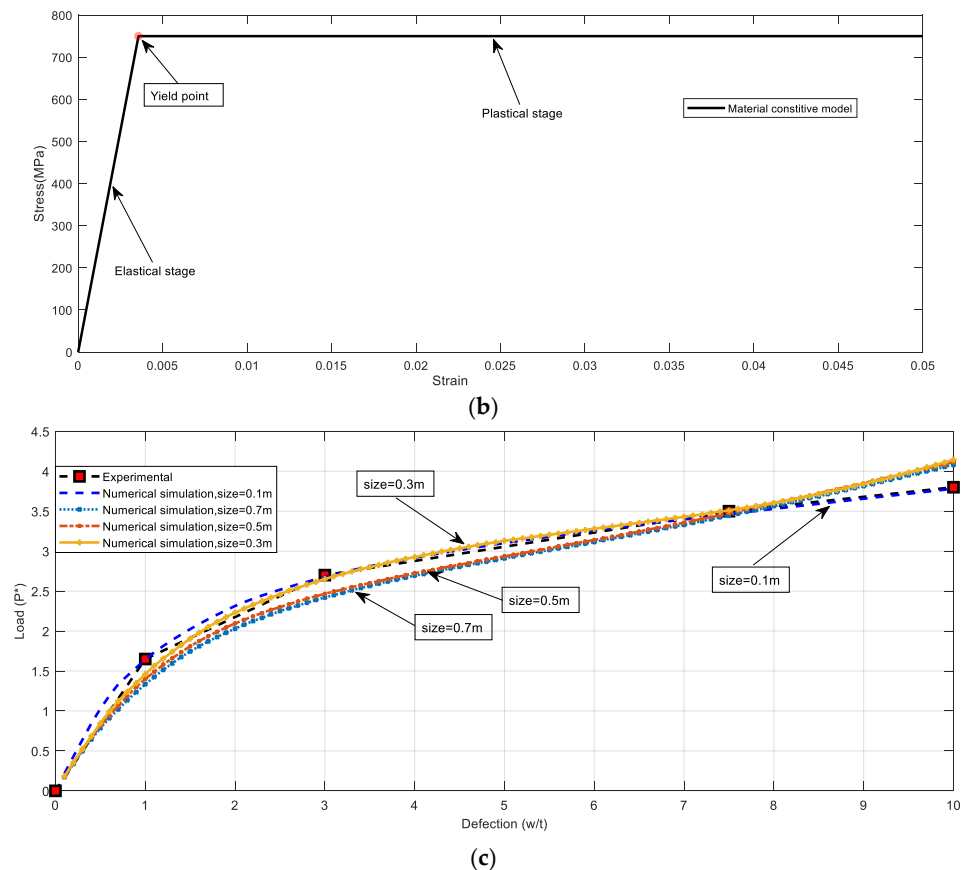 800
700
600
500
400
300
200
100
0
Stress(MPa)
Yield point
Plastical stage
Material constitive model
Elastical stage
0 0.005 0.01 0.015 0.02 0.025 0.03 0.035 0.04 0.045 0.05
Strain
(b)
4.5
4
3.5
3
2.5
2
1.5
1
0.5
0
Load (P*)
Experimental
Numerical simulation,size=0.1m
Numerical simulation,size=0.7m
Numerical simulation,size=0.5m
Numerical simulation,size=0.3m
size=0.3m
size=0.1m
size=0.5m
size=0.7m
0 1 2 3 4 5 6 7 8 9 10
Defection (w/t)
(c)